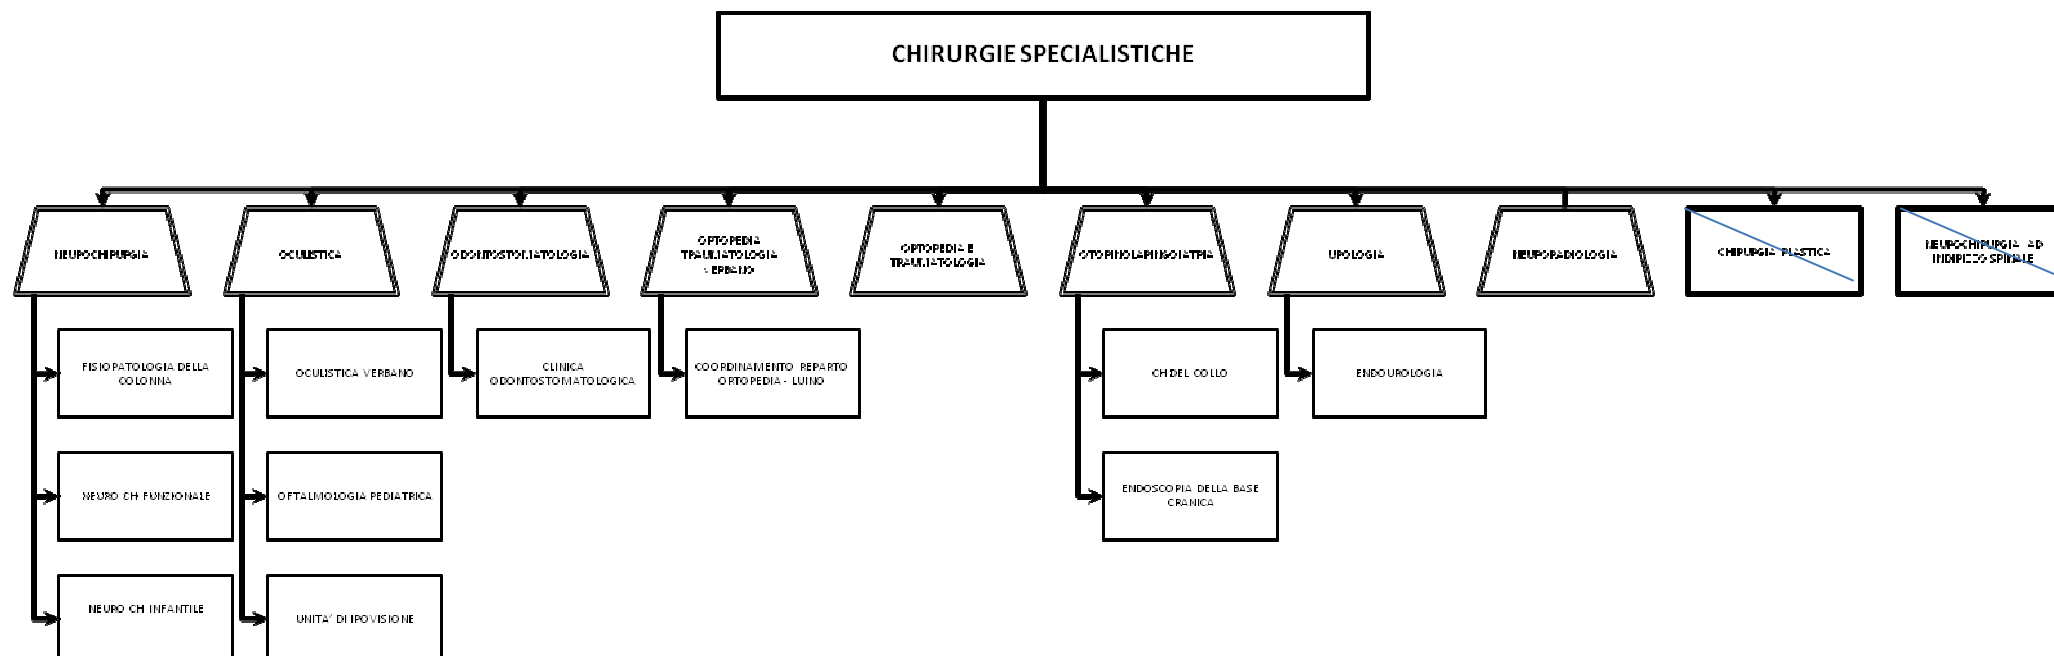 CHIRURGIE SPECIALISTICHE
NEUROCHIRURGIA
OCULISTICA
ODONTOSTOMATOLOGIA
ORTOPEDIA
TRAUMATOLOGIA
VERBANO
ORTOPEDIA E
TRAUMATOLOGIA
OTORINOLARINGOIATRIA
UROLOGIA
NEURORADIOLOGIA
CHIRURGIA PLASTICA
NEUROCHIRURGIA AD
INDIRIZZO SPINALE
FISIOPATOLOGIA DELLA
COLONNA
OCULISTICA VERBANO
CLINICA
ODONTOSTOMATOLOGICA
COORDINAMENTO REPARTO
ORTOPEDIA - LUINO
CH DEL COLLO
ENDOUROLOGIA
NEURO CH FUNZIONALE
OFTALMOLOGIA PEDIATRICA
ENDOSCOPIA DELLA BASE
CRANICA
NEURO CH INFANTILE
UNITA' DI IPOVISIONE